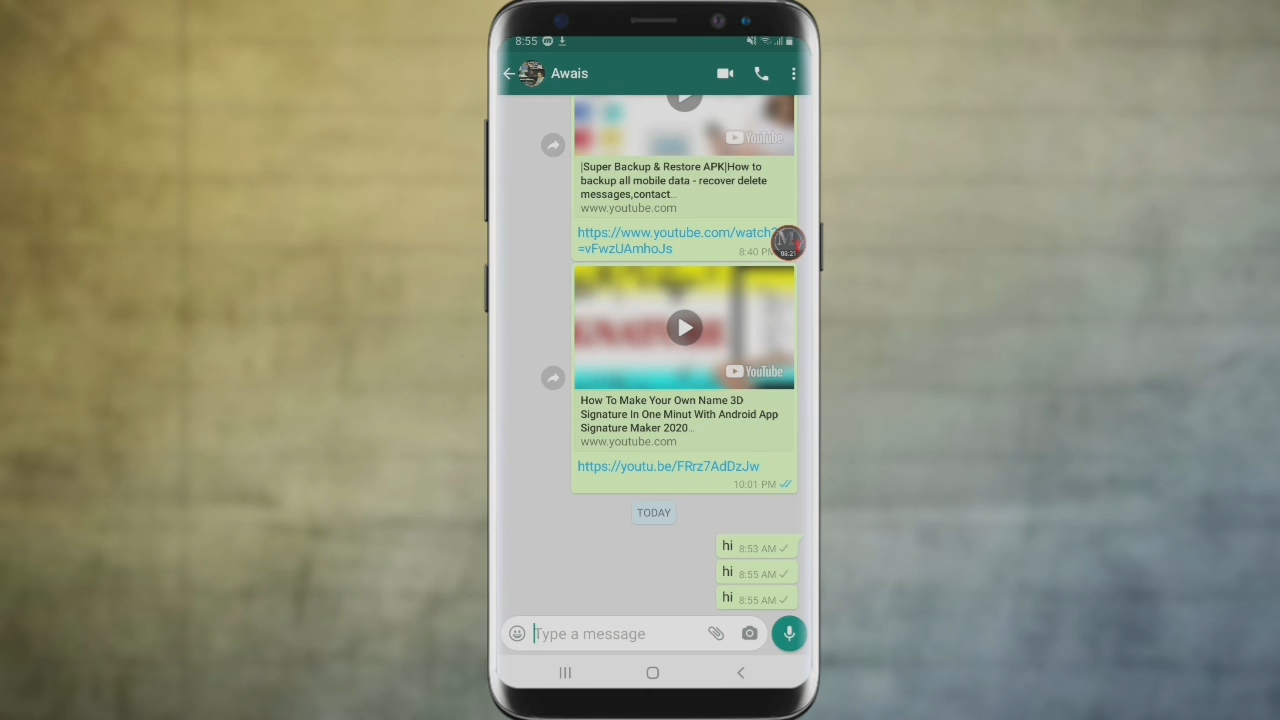 8:55
Awais
YouTube
|Super Backup & Restore APK|How to
backup all mobile data - recover delete
messages,contact...
www.youtube.com
https://www.youtube.com/watch?
=vFwzUAmhoJs
8:40 PM
M
03:21
YouTube
How To Make Your Own Name 3D
Signature In One Minut With Android App
Signature Maker 2020...
www.youtube.com
https://youtu.be/FRrz7AdDzJw
10:01 PM
TODAY
hi 8:53 AM
hi 8:55 AM
hi 8:55 AM
Type a message